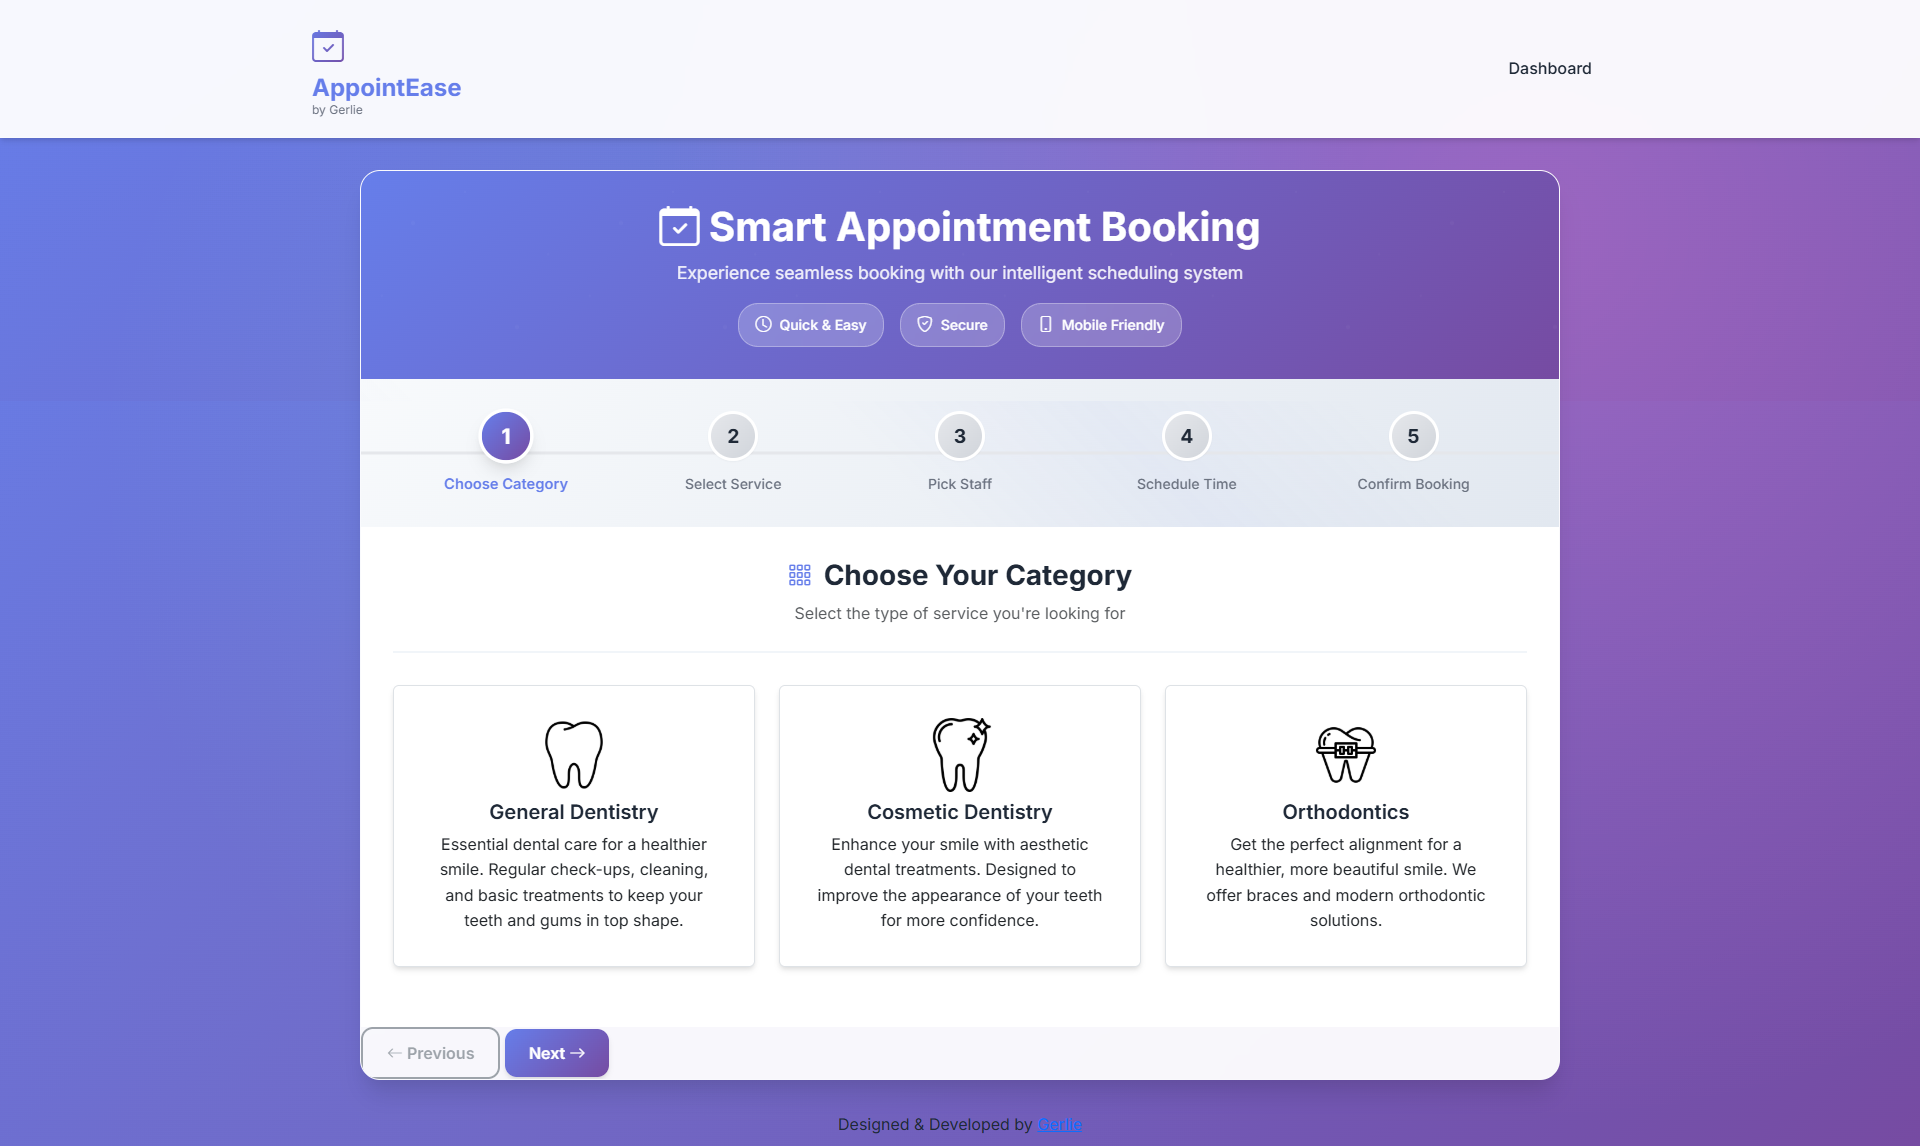 AppointEase
by Gerlie
Dashboard
Smart Appointment Booking
Experience seamless booking with our intelligent scheduling system
Quick & Easy
Secure
Mobile Friendly
1
2
3
4
5
Choose Category
Select Service
Pick Staff
Schedule Time
Confirm Booking
Choose Your Category
Select the type of service you're looking for
General Dentistry
Essential dental care for a healthier
smile. Regular check-ups, cleaning,
and basic treatments to keep your
teeth and gums in top shape.
Cosmetic Dentistry
Enhance your smile with aesthetic
dental treatments. Designed to
improve the appearance of your teeth
for more confidence.
Orthodontics
Get the perfect alignment for a
healthier, more beautiful smile. We
offer braces and modern orthodontic
solutions.
← Previous
Next →
Designed & Developed by Gerlie